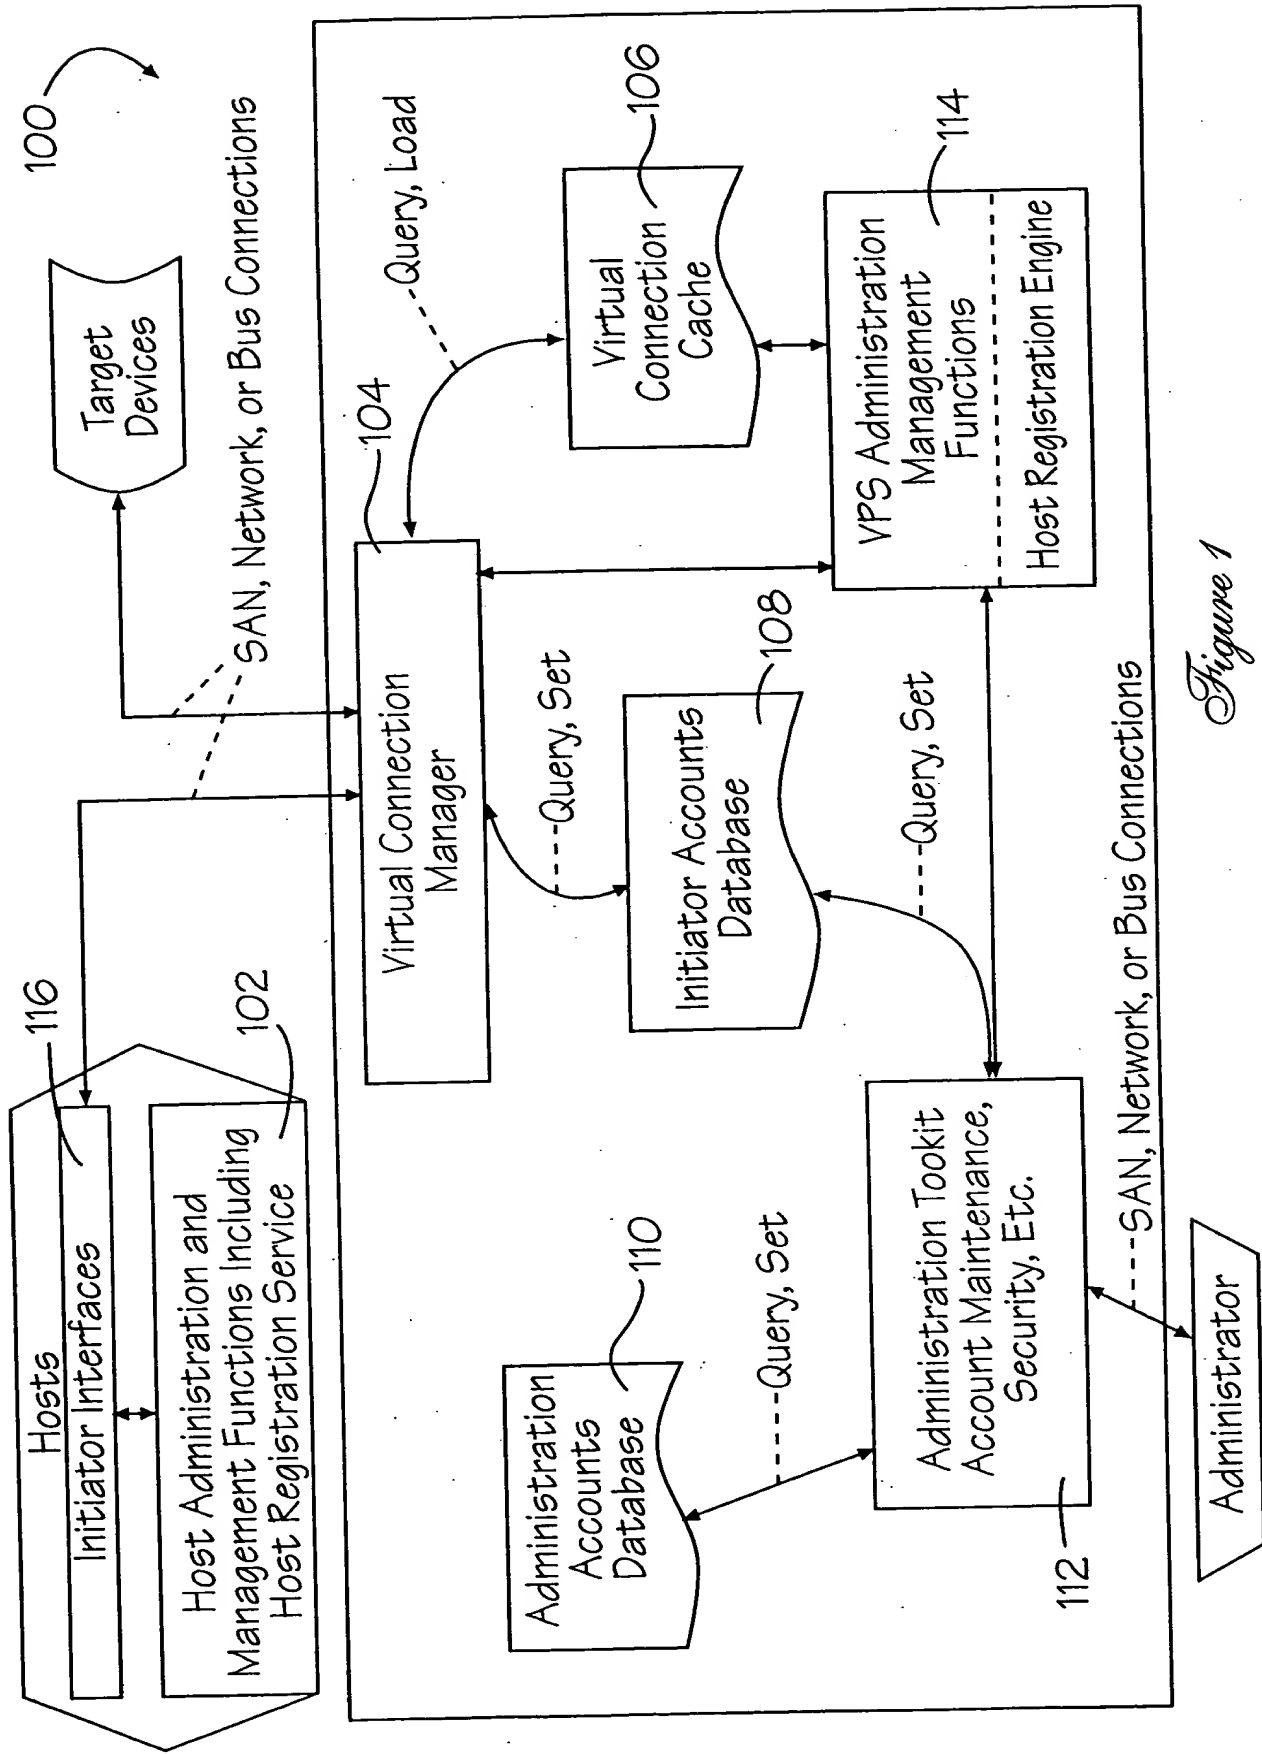 100
Hosts
Initiator Interfaces
116
Host Administration and
Management Functions Including
Host Registration Service
102
Target
Devices
SAN, Network, or Bus Connections
Virtual Connection
Manager
104
Query, Load
Query, Set
Virtual
Connection
Cache
106
Initiator Accounts
Database
108
Administration
Accounts
Database
110
Query, Set
Query, Set
VPS Administration
Management
Functions
114
Host Registration Engine
Administration Tookit
Account Maintenance,
Security, Etc.
112
SAN, Network, or Bus Connections
Administrator
Figure 1